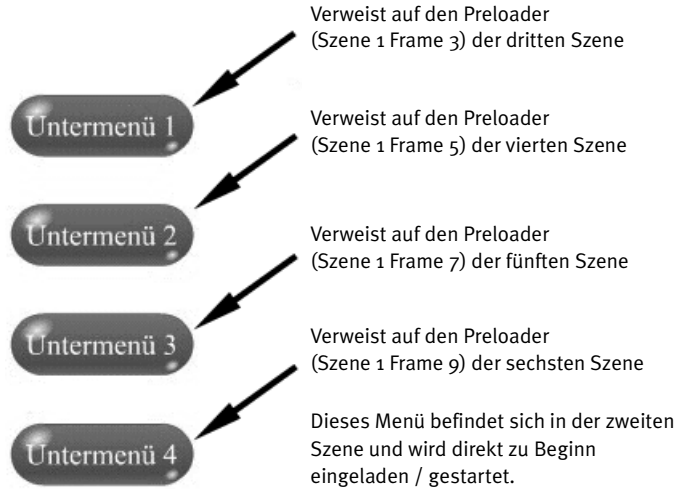 Verweist auf den Preloader
(Szene 1 Frame 3) der dritten Szene
Untermenü 1
Verweist auf den Preloader
(Szene 1 Frame 5) der vierten Szene
Untermenü 2
Verweist auf den Preloader
(Szene 1 Frame 7) der fünften Szene
Untermenü 3
Verweist auf den Preloader
(Szene 1 Frame 9) der sechsten Szene
Untermenü 4
Dieses Menü befindet sich in der zweiten
Szene und wird direkt zu Beginn
eingeladen / gestartet.